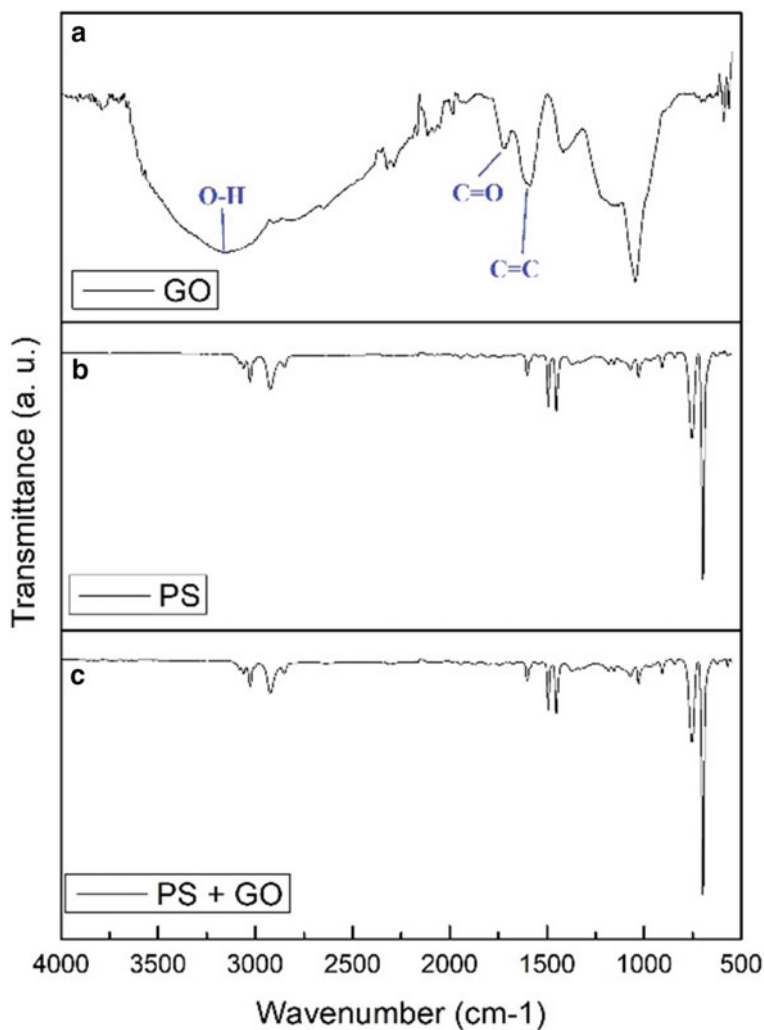 a
O-H
C=O
C=C
GO
b
PS
c
PS + GO
Transmittance (a. u.)
4000 3500 3000 2500 2000 1500 1000 500
Wavenumber (cm-1)